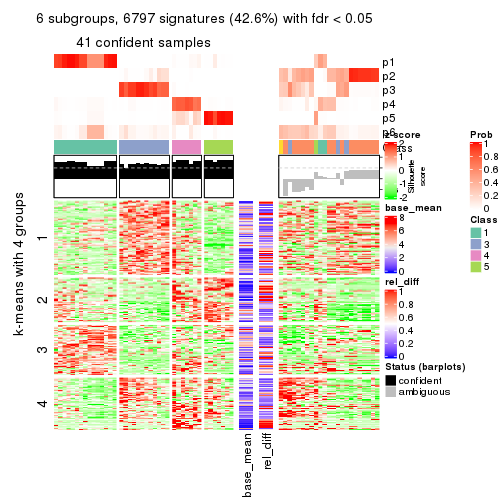 6 subgroups, 6797 signatures (42.6%) with fdr < 0.05
41 confident samples
p1
p2
p3
p4
p5
p6
Class
z-score
2
1
0
-1
-2
Silhouette
score
Prob
1
0.8
0.6
0.4
0.2
0
base_mean
8
6
4
2
0
Class
1
3
4
5
rel_diff
1
0.8
0.6
0.4
0.2
0
Status (barplots)
confident
ambiguous
k-means with 4 groups
1
2
3
4
base_mean
rel_diff